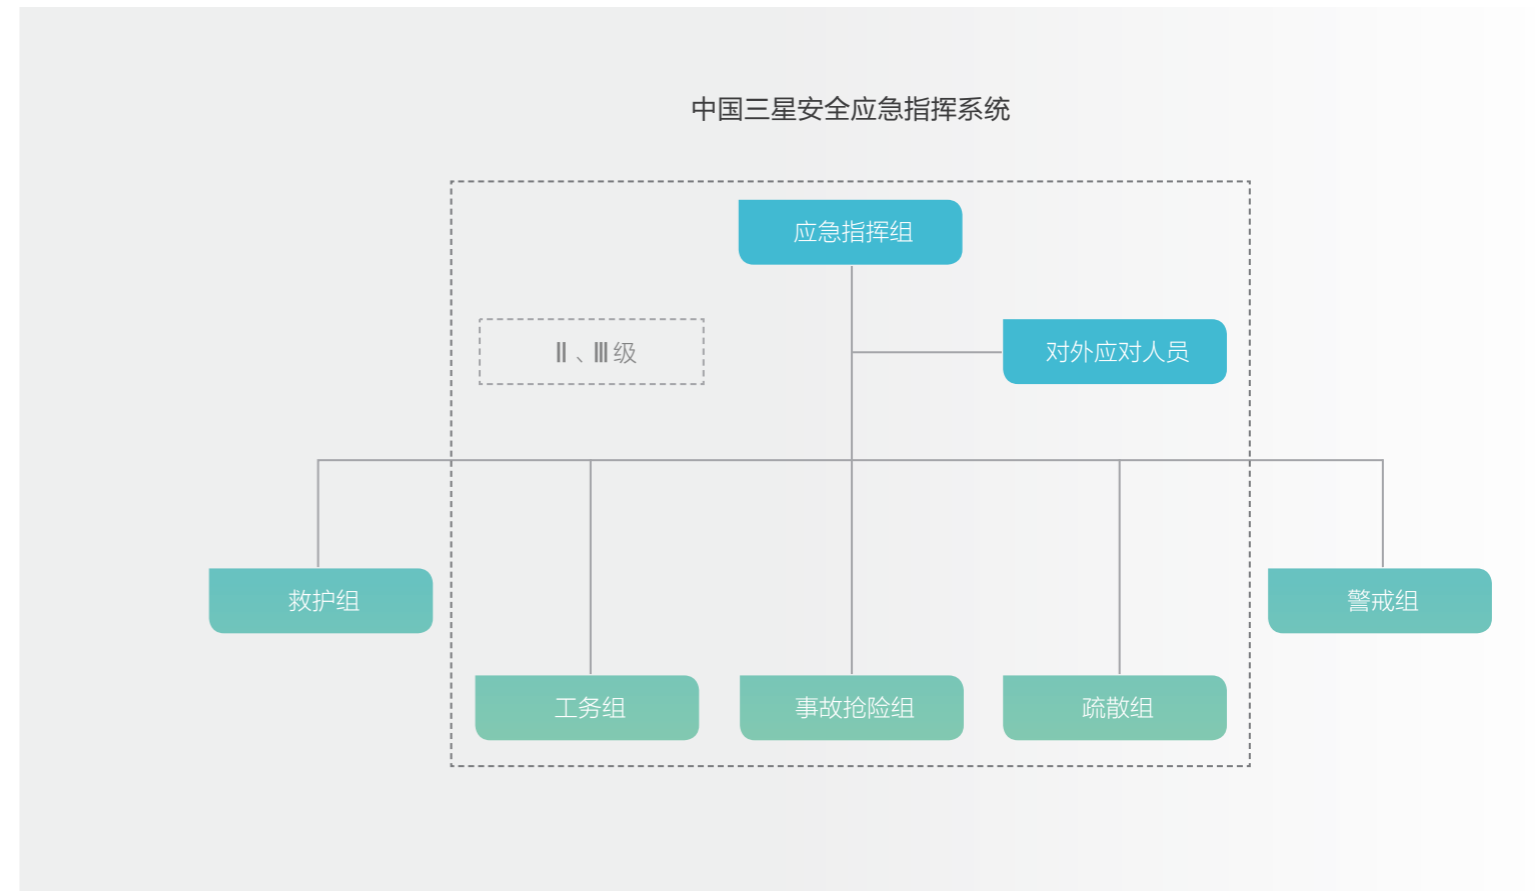 中国三星安全应急指挥系统
应急指挥组
Ⅱ、Ⅲ级
对外应对人员
救护组
警戒组
工务组
事故抢险组
疏散组